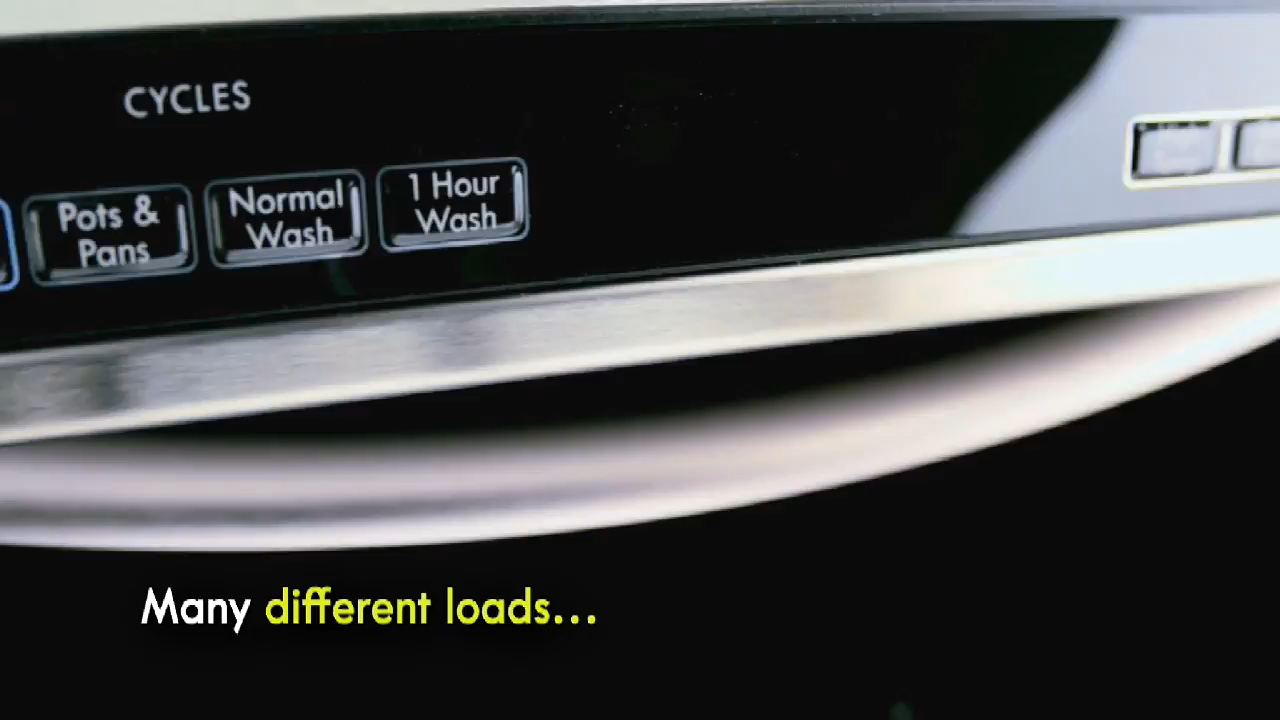 CYCLES
Pots &
Pans
Normal
Wash
1 Hour
Wash
Many different loads...